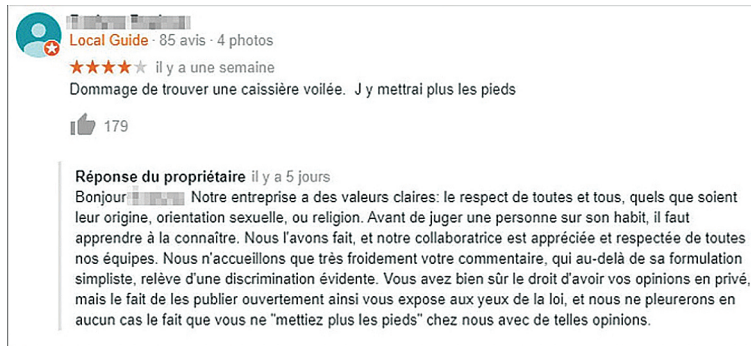 Local Guide · 85 avis · 4 photos
il y a une semaine
Dommage de trouver une caissière voilée. J y mettrai plus les pieds
179
Réponse du propriétaire il y a 5 jours
Bonjour Notre entreprise a des valeurs claires: le respect de toutes et tous, quels que soient
leur origine, orientation sexuelle, ou religion. Avant de juger une personne sur son habit, il faut
apprendre à la connaître. Nous l'avons fait, et notre collaboratrice est appréciée et respectée de toutes
nos équipes. Nous n'accueillons que très froidement votre commentaire, qui au-delà de sa formulation
simpliste, relève d'une discrimination évidente. Vous avez bien sûr le droit d'avoir vos opinions en privé,
mais le fait de les publier ouvertement ainsi vous expose aux yeux de la loi, et nous ne pleurerons en
aucun cas le fait que vous ne "mettiez plus les pieds" chez nous avec de telles opinions.